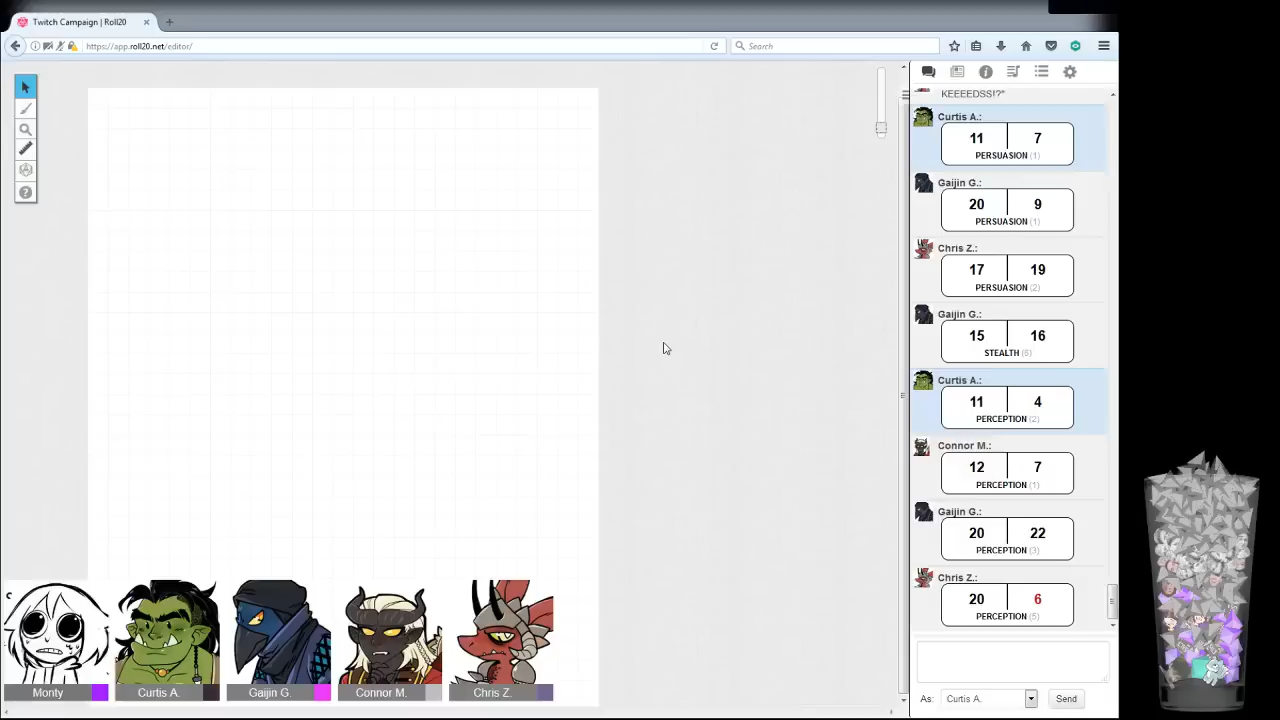 Twitch Campaign | Roll20
https://app.roll20.net/editor/
Search
KEEEEDSS!?"
Curtis A.:
11 7
PERSUASION (1)
Gaijin G.:
20 9
PERSUASION (1)
Chris Z.:
17 19
PERSUASION (2)
Gaijin G.:
15 16
STEALTH (6)
Curtis A.:
11 4
PERCEPTION (2)
Connor M.:
12 7
PERCEPTION (1)
Gaijin G.:
20 22
PERCEPTION (3)
Chris Z.:
20 6
PERCEPTION (5)
Monty
Curtis A.
Gaijin G.
Connor M.
Chris Z.
As: Curtis A.
Send